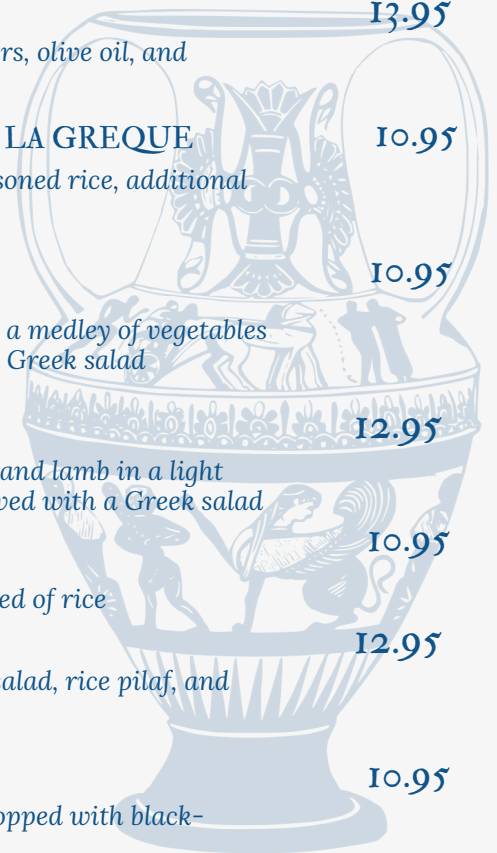 13.95
rs, olive oil, and
LA GREQUE 10.95
soned rice, additional
10.95
a medley of vegetables
Greek salad
12.95
and lamb in a light
ved with a Greek salad
10.95
ed of rice
12.95
salad, rice pilaf, and
10.95
opped with black-